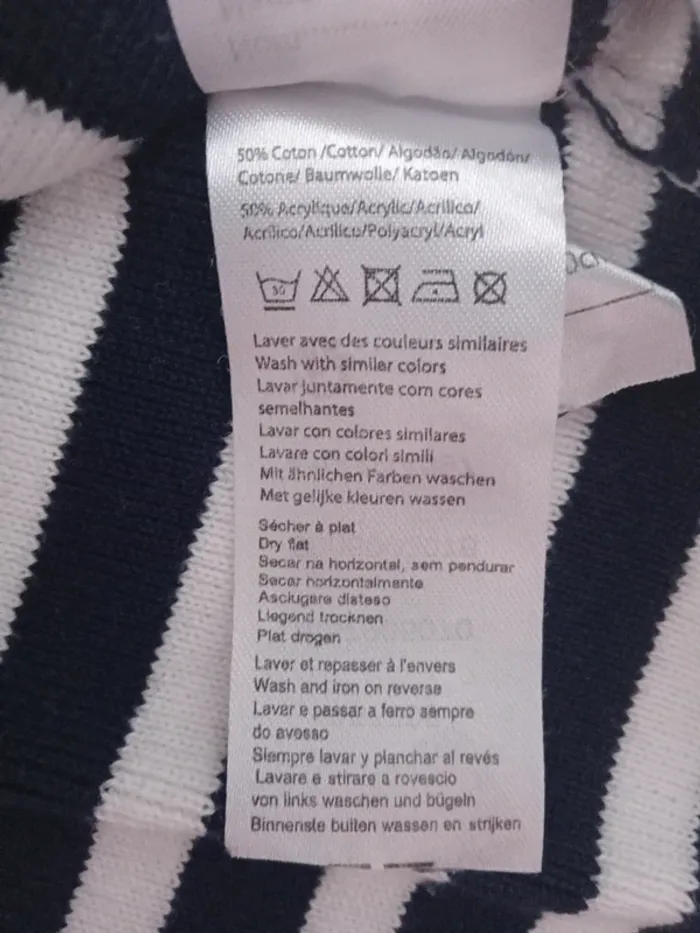 50% Coton /Cotton/ Algodão/ Algodón/
Cotone/ Baumwolle/ Katoen
50% Acrylique/Acrylic/Acrilico/
Acrílico/Acrilico/Polyacryl/Acryl
30
Laver avec des couleurs similaires
Wash with similar colors
Lavar juntamente com cores
semelhantes
Lavar con colores similares
Lavare con colori simili
Mit ähnlichen Farben waschen
Met gelijke kleuren wassen
Sécher à plat
Dry flat
Secar na horizontal, sem pendurar
Secar horizontalmente
Asciugare disteso
Liegend trocknen
Plat drogen
Laver et repasser à l'envers
Wash and iron on reverse
Lavar e passar a ferro sempre
do avesso
Siempre lavar y planchar al revés
Lavare e stirare a rovescio
von links waschen und bügeln
Binnenste buiten wassen en strijken